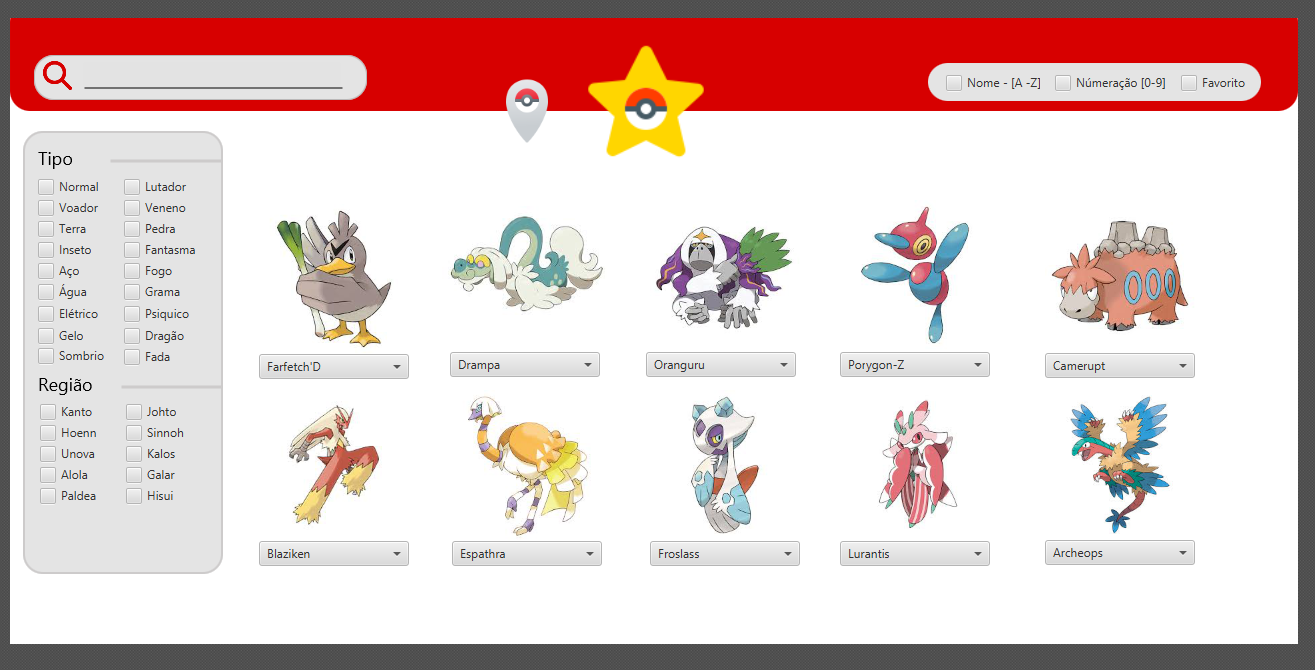 Nome - [A -Z] Númeração [0-9] Favorito
Tipo
Normal Lutador
Voador Veneno
Terra Pedra
Inseto Fantasma
Aço Fogo
Água Grama
Elétrico Psiquico
Gelo Dragão
Sombrio Fada
Região
Kanto Johto
Hoenn Sinnoh
Unova Kalos
Alola Galar
Paldea Hisui
Farfetch'D Drampa Oranguru Porygon-Z Camerupt
Blaziken Espathra Froslass Lurantis Archeops